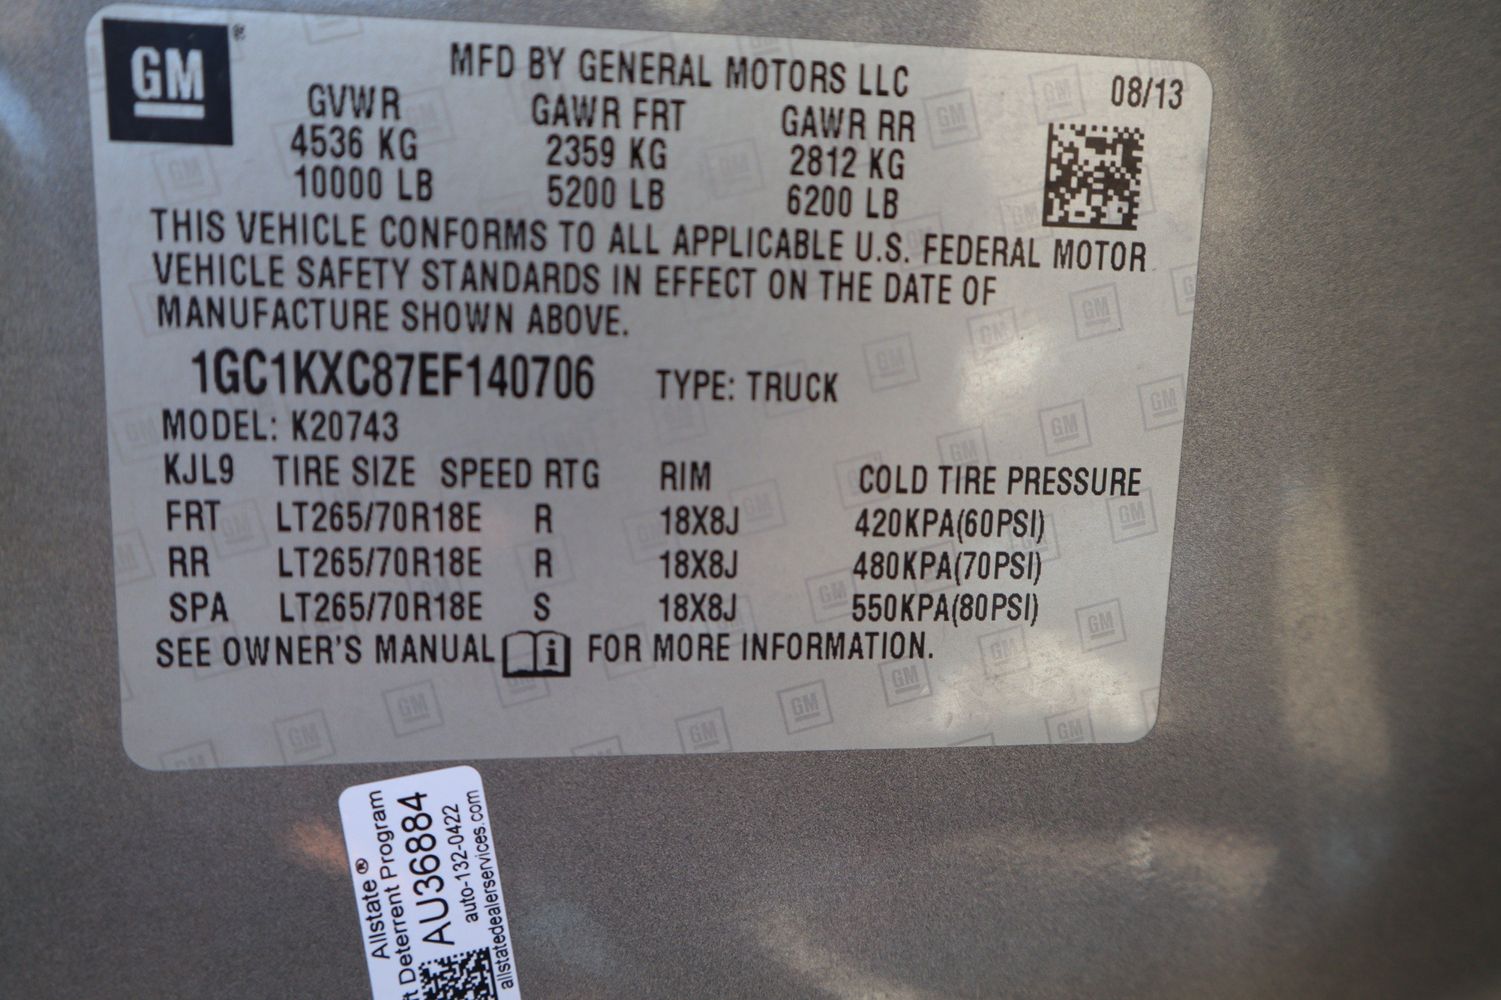 GM ®
MFD BY GENERAL MOTORS LLC
08/13
GVWR GAWR FRT GAWR RR
4536 KG 2359 KG 2812 KG
10000 LB 5200 LB 6200 LB
THIS VEHICLE CONFORMS TO ALL APPLICABLE U.S. FEDERAL MOTOR
VEHICLE SAFETY STANDARDS IN EFFECT ON THE DATE OF
MANUFACTURE SHOWN ABOVE.
1GC1KXC87EF140706 TYPE: TRUCK
MODEL: K20743
KJL9 TIRE SIZE SPEED RTG RIM COLD TIRE PRESSURE
FRT LT265/70R18E R 18X8J 420KPA(60PSI)
RR LT265/70R18E R 18X8J 480KPA(70PSI)
SPA LT265/70R18E S 18X8J 550KPA(80PSI)
SEE OWNER'S MANUAL i FOR MORE INFORMATION.
Allstate®
Deterrent Program
AU36884
auto-132-0422
allstatedealerservices.com